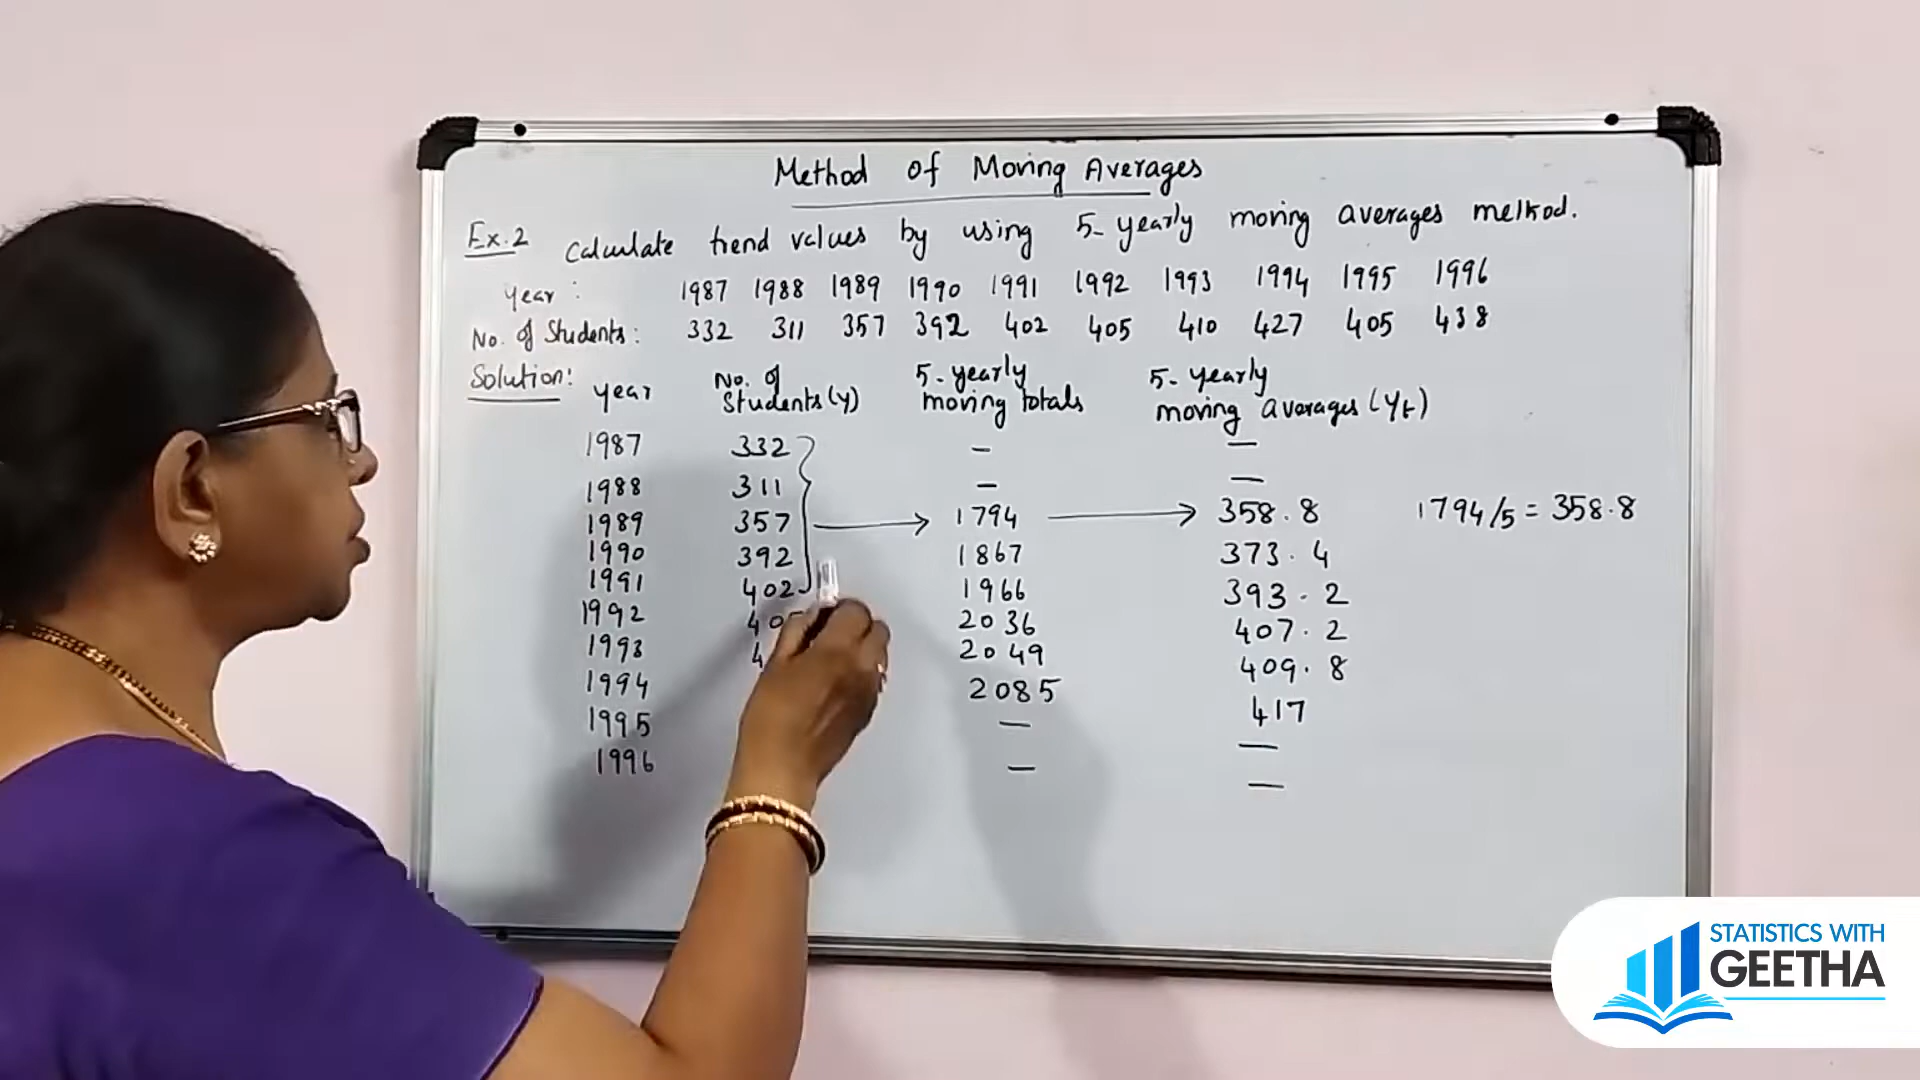 Method of Moving Averages
Ex.2 Calculate trend values by using 5-yearly moving averages method.
year : 1987 1988 1989 1990 1991 1992 1993 1994 1995 1996
No. of Students : 332 311 357 392 402 405 410 427 405 438
Solution: year No. of Students (y) 5-yearly moving totals 5-yearly moving averages (yt)
1987 332 — —
1988 311 — —
1989 357 1794 358.8 1794/5 = 358.8
1990 392 1867 373.4
1991 402 1966 393.2
1992 405 2036 407.2
1993 2049 409.8
1994 2085 417
1995 — —
1996 — —
STATISTICS WITH
GEETHA